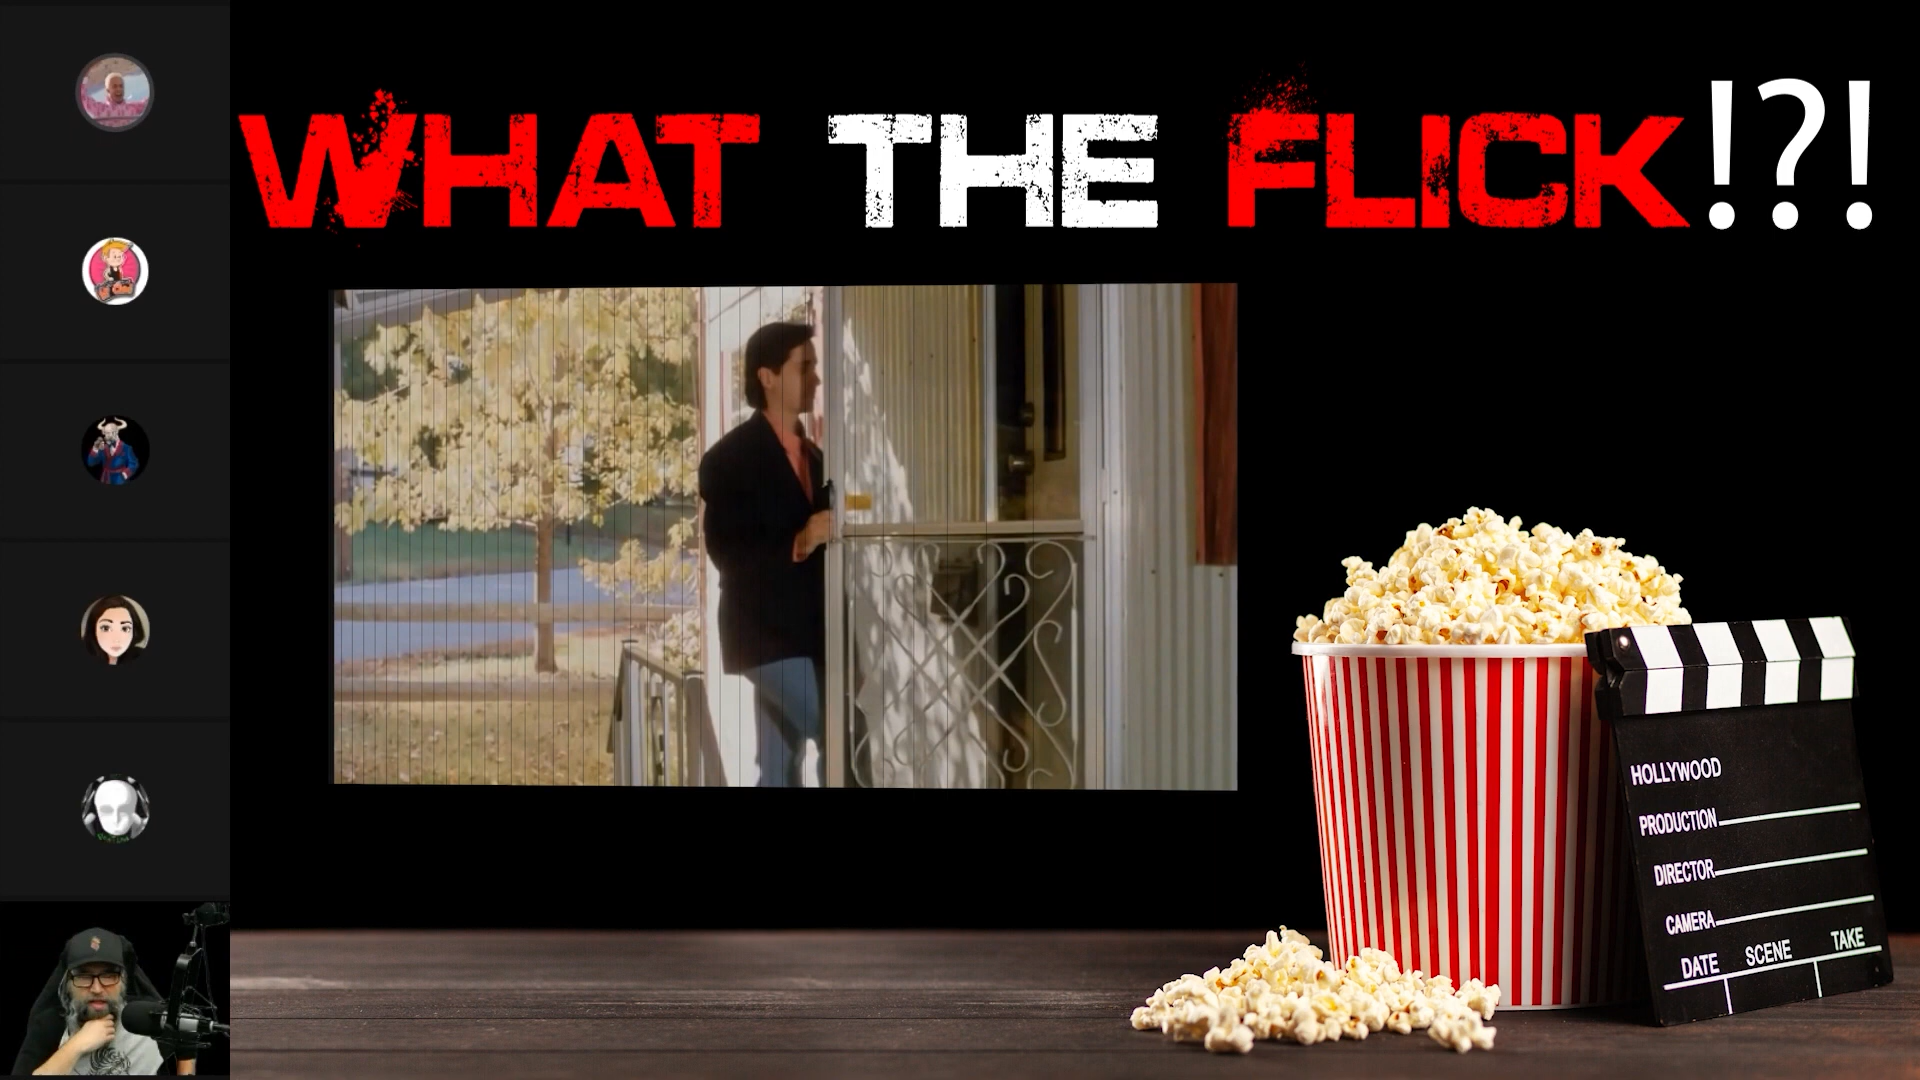 WHAT THE FLICK!?!
HOLLYWOOD
PRODUCTION
DIRECTOR
CAMERA
DATE SCENE TAKE